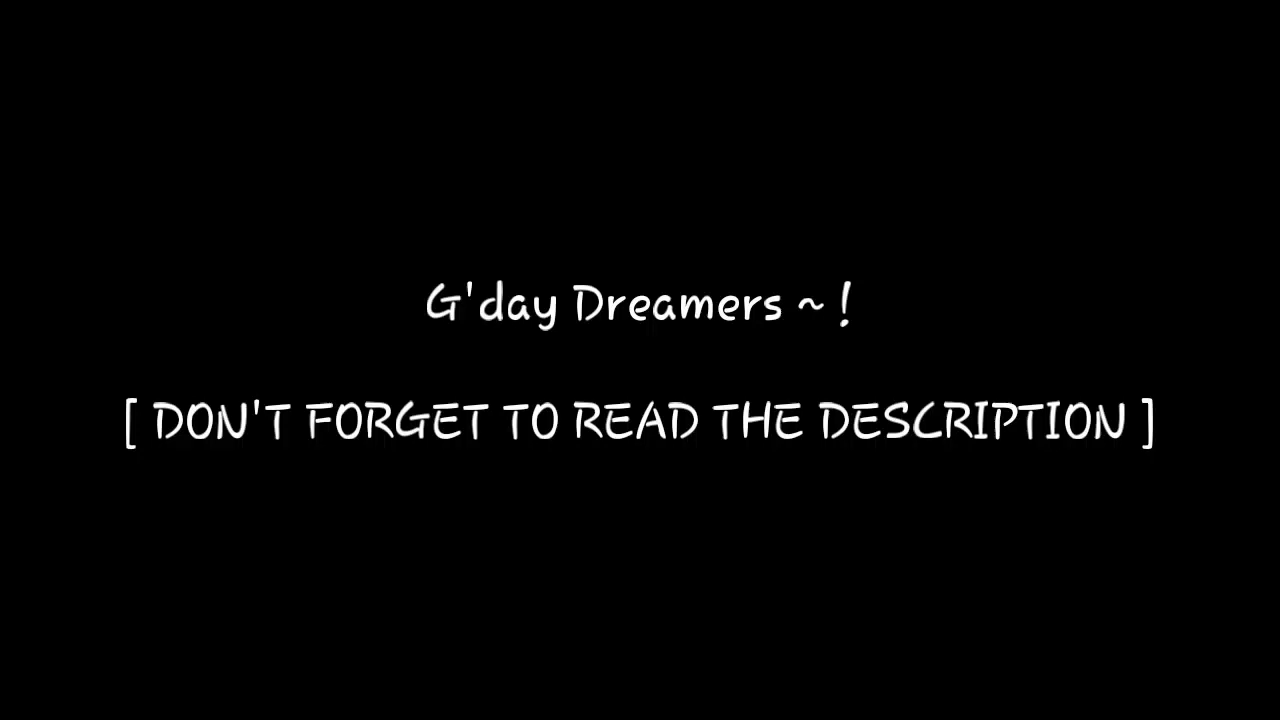 G'day Dreamers ~ !
[ DON'T FORGET TO READ THE DESCRIPTION ]